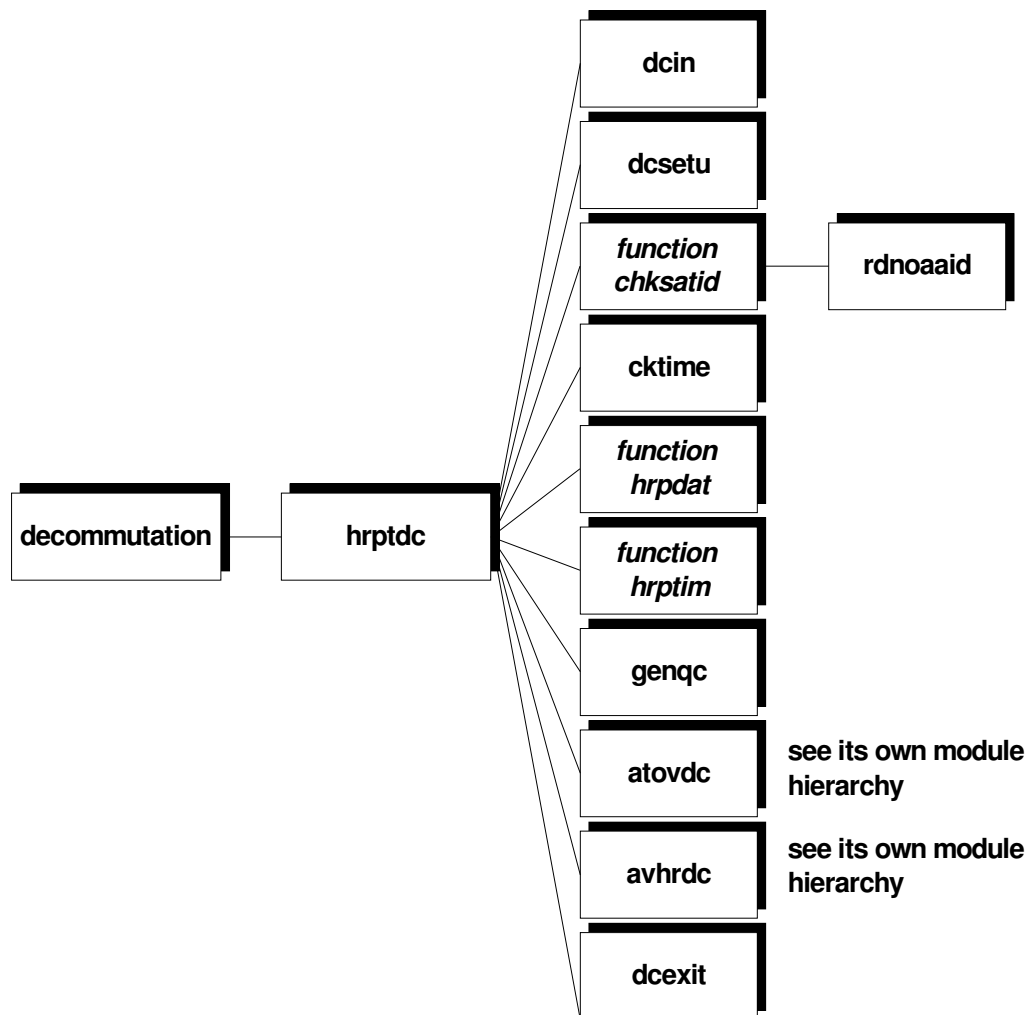 dcin
dcsetu
function
chksatid
rdnoaaid
cktime
function
hrpdat
decommutation
hrptdc
function
hrptim
genqc
atovdc
see its own module
hierarchy
avhrdc
see its own module
hierarchy
dcexit